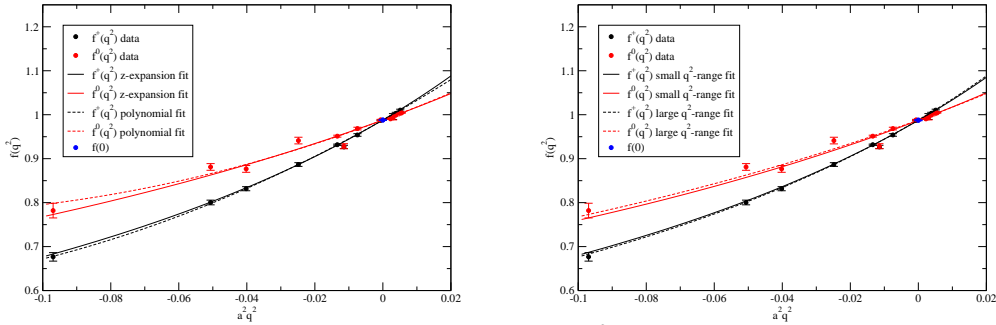 1.2
1.1
1
0.9
0.8
0.7
0.6
f(q²)
f⁺(q²) data
f⁰(q²) data
f⁺(q²) z-expansion fit
f⁰(q²) z-expansion fit
f⁺(q²) polynomial fit
f⁰(q²) polynomial fit
f(0)
-0.1 -0.08 -0.06 -0.04 -0.02 0 0.02
a²q²
1.2
1.1
1
0.9
0.8
0.7
0.6
f(q²)
f⁺(q²) data
f⁰(q²) data
f⁺(q²) small q²-range fit
f⁰(q²) small q²-range fit
f⁺(q²) large q²-range fit
f⁰(q²) large q²-range fit
f(0)
-0.1 -0.08 -0.06 -0.04 -0.02 0 0.02
a²q²